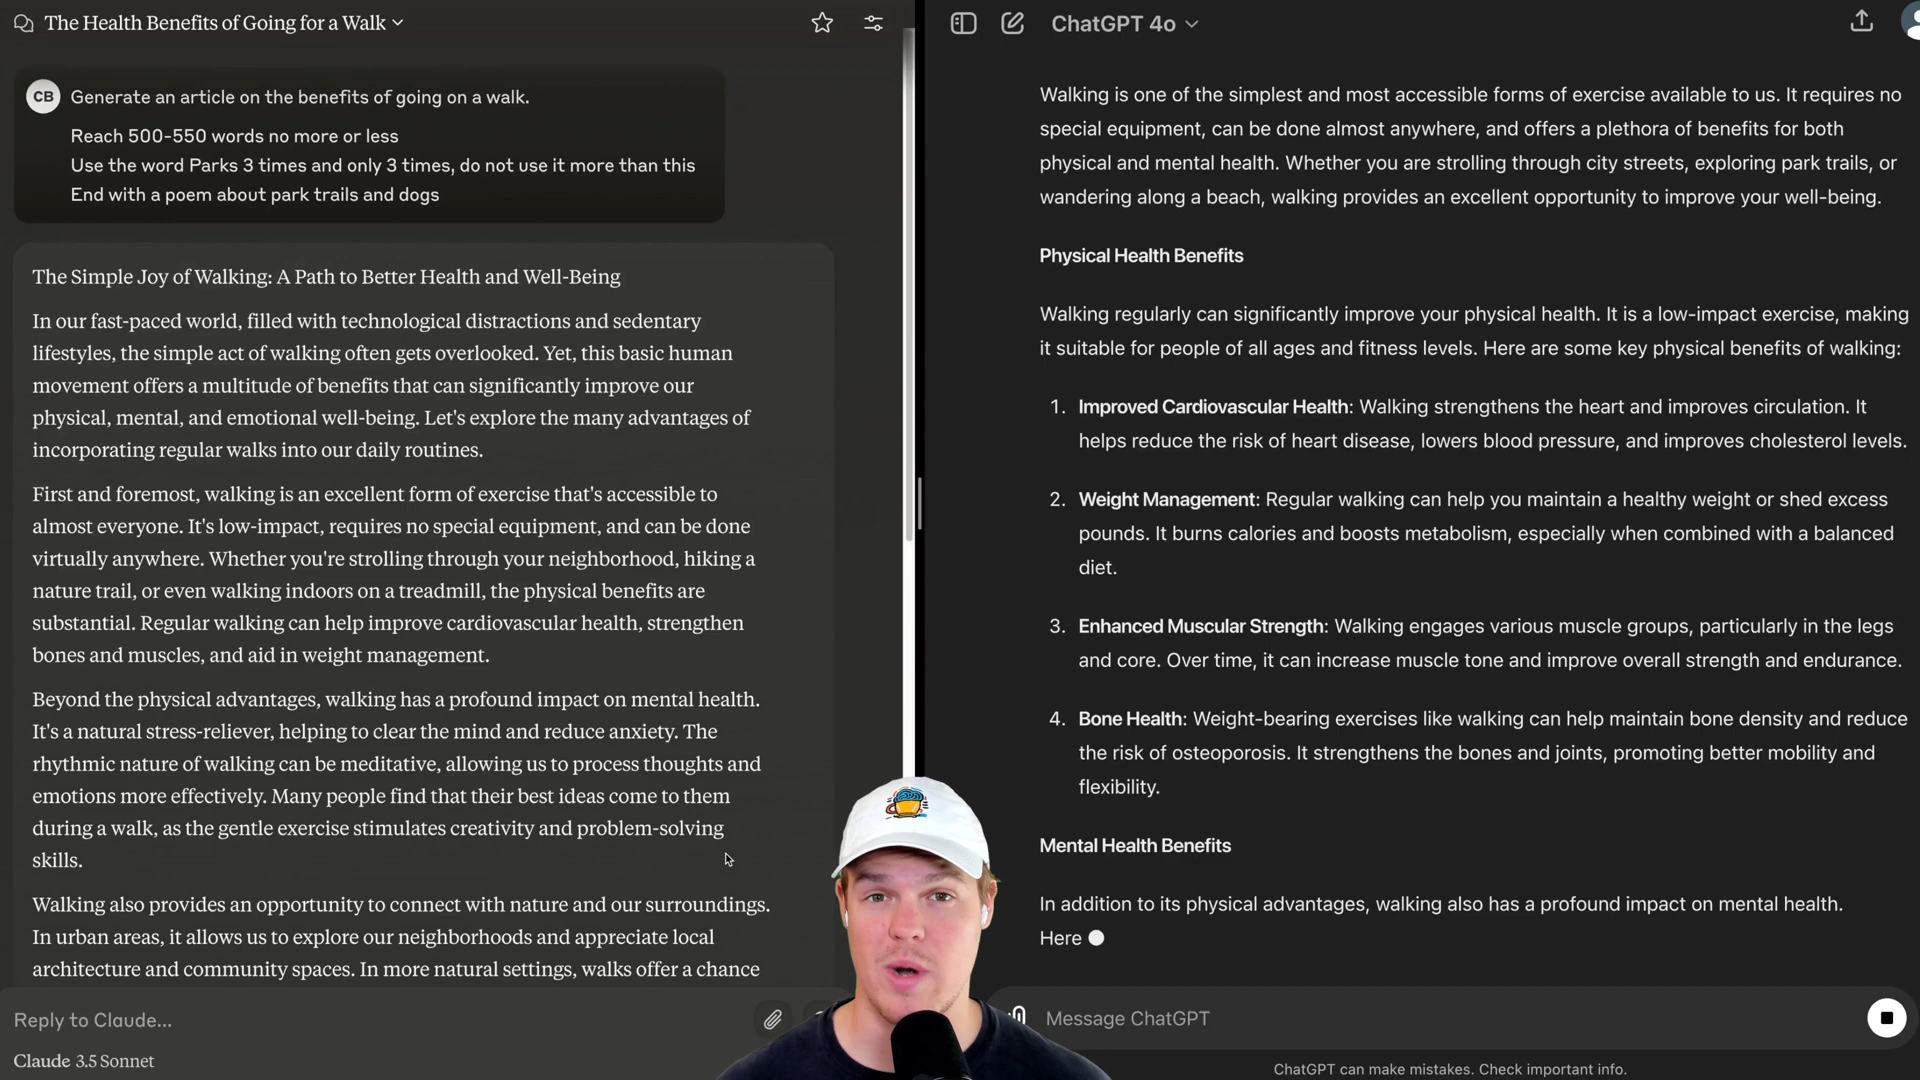 The Health Benefits of Going for a Walk
CB
Generate an article on the benefits of going on a walk.
Reach 500-550 words no more or less
Use the word Parks 3 times and only 3 times, do not use it more than this
End with a poem about park trails and dogs
The Simple Joy of Walking: A Path to Better Health and Well-Being
In our fast-paced world, filled with technological distractions and sedentary
lifestyles, the simple act of walking often gets overlooked. Yet, this basic human
movement offers a multitude of benefits that can significantly improve our
physical, mental, and emotional well-being. Let's explore the many advantages of
incorporating regular walks into our daily routines.
First and foremost, walking is an excellent form of exercise that's accessible to
almost everyone. It's low-impact, requires no special equipment, and can be done
virtually anywhere. Whether you're strolling through your neighborhood, hiking a
nature trail, or even walking indoors on a treadmill, the physical benefits are
substantial. Regular walking can help improve cardiovascular health, strengthen
bones and muscles, and aid in weight management.
Beyond the physical advantages, walking has a profound impact on mental health.
It's a natural stress-reliever, helping to clear the mind and reduce anxiety. The
rhythmic nature of walking can be meditative, allowing us to process thoughts and
emotions more effectively. Many people find that their best ideas come to them
during a walk, as the gentle exercise stimulates creativity and problem-solving
skills.
Walking also provides an opportunity to connect with nature and our surroundings.
In urban areas, it allows us to explore our neighborhoods and appreciate local
architecture and community spaces. In more natural settings, walks offer a chance
Reply to Claude...
Claude 3.5 Sonnet
ChatGPT 4o
Walking is one of the simplest and most accessible forms of exercise available to us. It requires no
special equipment, can be done almost anywhere, and offers a plethora of benefits for both
physical and mental health. Whether you are strolling through city streets, exploring park trails, or
wandering along a beach, walking provides an excellent opportunity to improve your well-being.
Physical Health Benefits
Walking regularly can significantly improve your physical health. It is a low-impact exercise, making
it suitable for people of all ages and fitness levels. Here are some key physical benefits of walking:
1. Improved Cardiovascular Health: Walking strengthens the heart and improves circulation. It
helps reduce the risk of heart disease, lowers blood pressure, and improves cholesterol levels.
2. Weight Management: Regular walking can help you maintain a healthy weight or shed excess
pounds. It burns calories and boosts metabolism, especially when combined with a balanced
diet.
3. Enhanced Muscular Strength: Walking engages various muscle groups, particularly in the legs
and core. Over time, it can increase muscle tone and improve overall strength and endurance.
4. Bone Health: Weight-bearing exercises like walking can help maintain bone density and reduce
the risk of osteoporosis. It strengthens the bones and joints, promoting better mobility and
flexibility.
Mental Health Benefits
In addition to its physical advantages, walking also has a profound impact on mental health.
Here
Message ChatGPT
ChatGPT can make mistakes. Check important info.